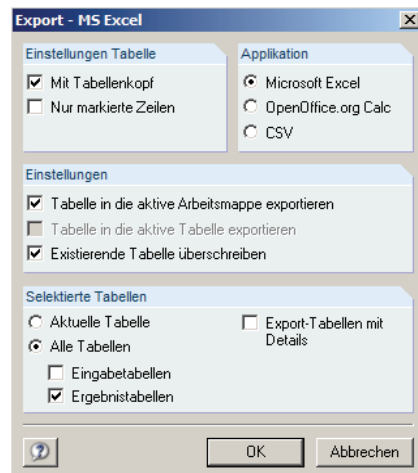 Export - MS Excel
Einstellungen Tabelle
Mit Tabellenkopf
Nur markierte Zeilen
Applikation
Microsoft Excel
OpenOffice.org Calc
CSV
Einstellungen
Tabelle in die aktive Arbeitsmappe exportieren
Tabelle in die aktive Tabelle exportieren
Existierende Tabelle überschreiben
Selektierte Tabellen
Aktuelle Tabelle
Alle Tabellen
Eingabetabellen
Ergebnistabellen
Export-Tabellen mit
Details
OK
Abbrechen